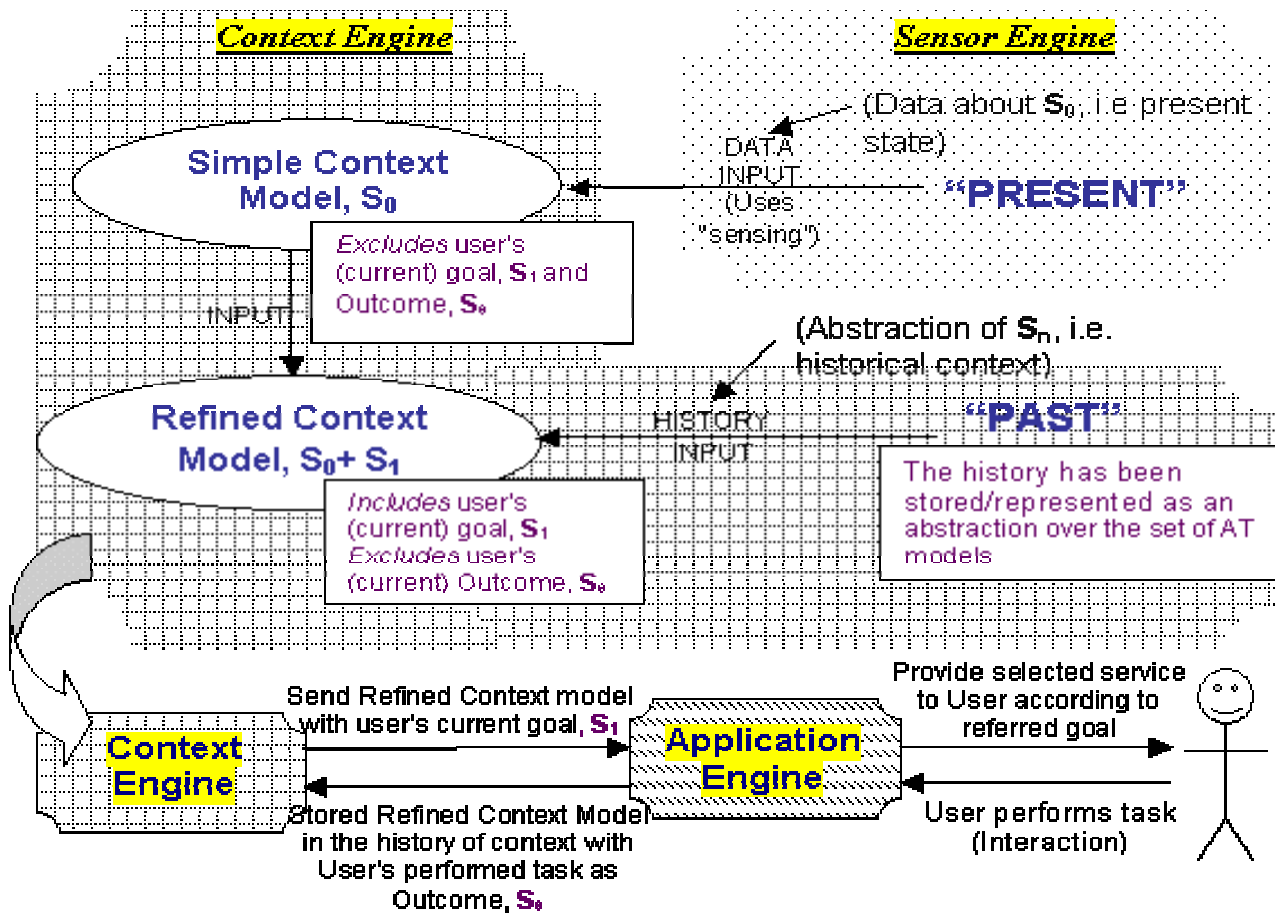 Context Engine
Sensor Engine
(Data about S₀, i.e present
state)
DATA
INPUT
(Uses
"sensing")
“PRESENT”
Simple Context
Model, S₀
Excludes user's
(current) goal, S₁ and
Outcome, Sₑ
INPUT
(Abstraction of Sₙ, i.e.
historical context)
Refined Context
Model, S₀+ S₁
HISTORY
INPUT
“PAST”
Includes user's
(current) goal, S₁
Excludes user's
(current) Outcome, Sₑ
The history has been
stored/represented as an
abstraction over the set of AT
models
Send Refined Context model
with user's current goal, S₁
Provide selected service
to User according to
referred goal
Context
Engine
Application
Engine
Stored Refined Context Model
in the history of context with
User's performed task as
Outcome, Sₑ
User performs task
(Interaction)